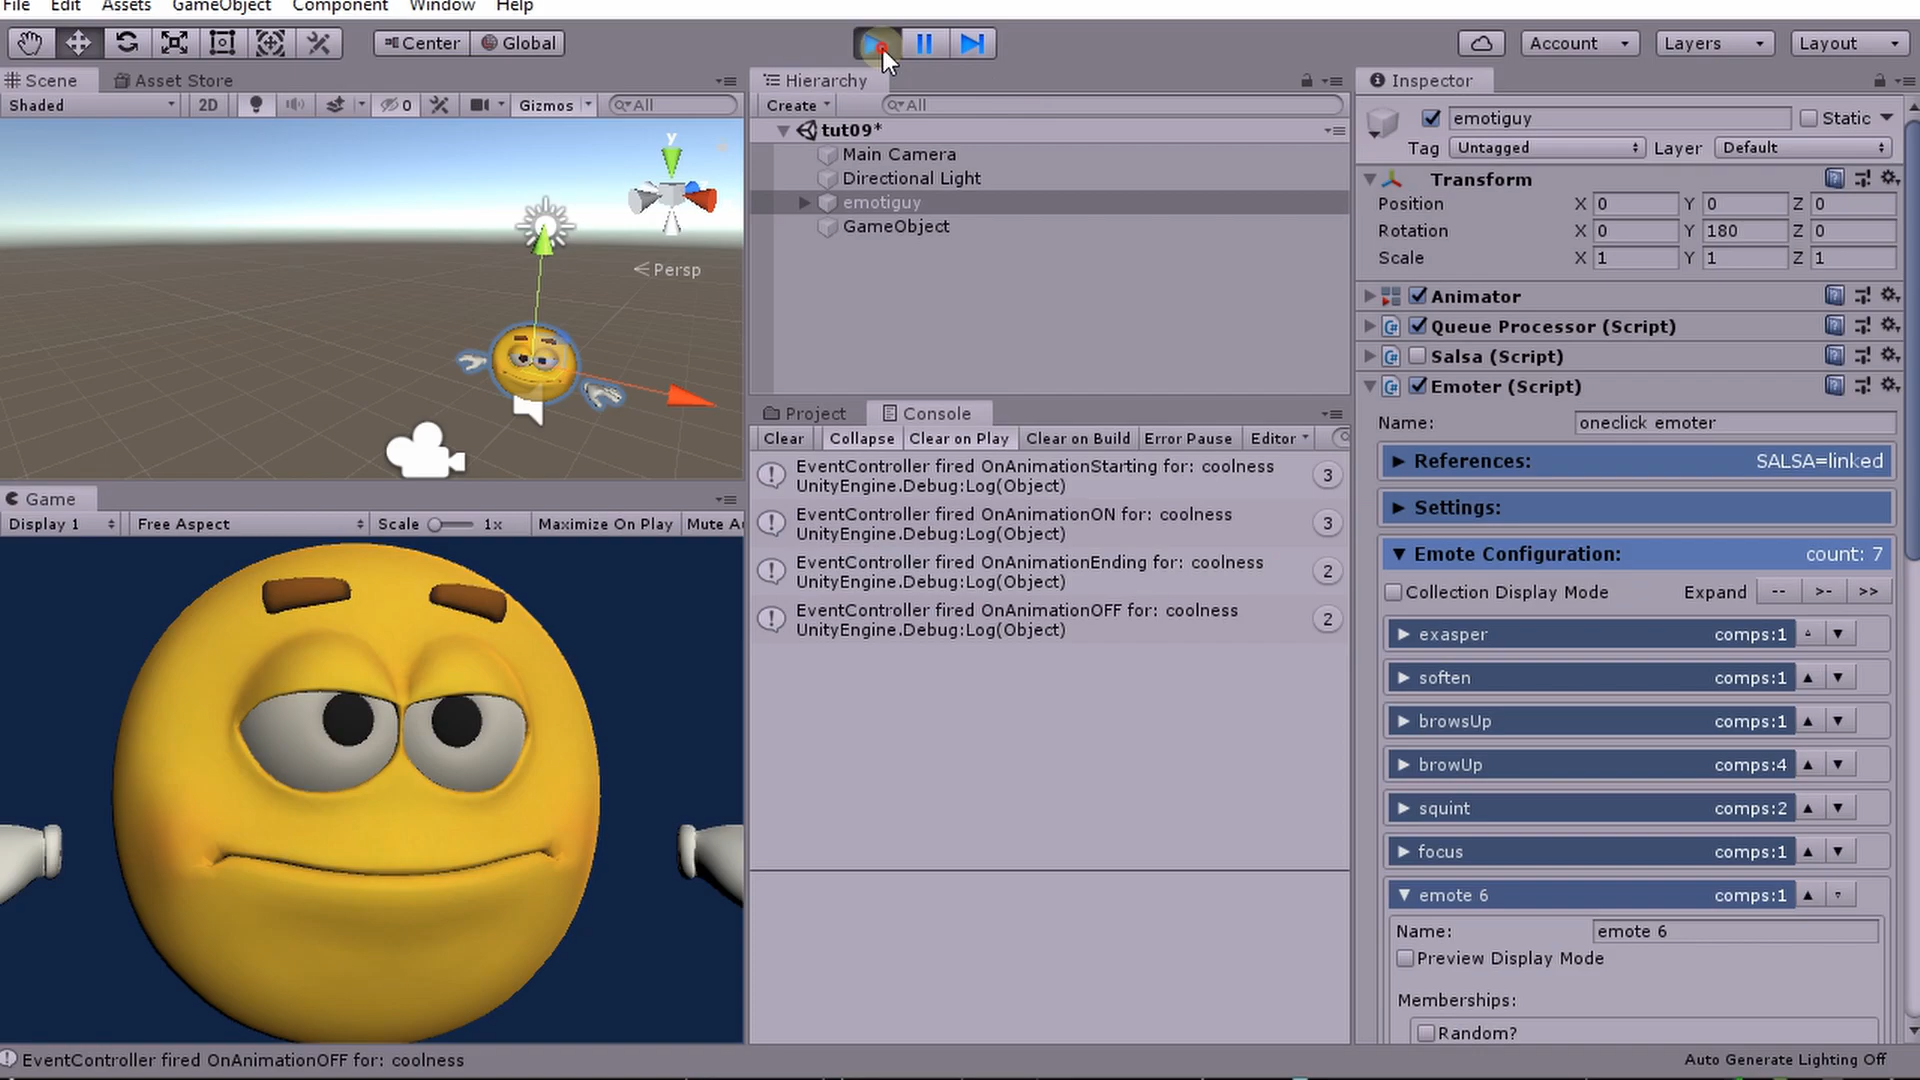 File Edit Assets GameObject Component Window Help
Center Global Account Layers Layout
Scene Asset Store
Shaded 2D 0 Gizmos All
y
Persp
Game
Display 1 Free Aspect Scale 1x Maximize On Play Mute Au
Hierarchy
Create All
tut09*
Main Camera
Directional Light
emotiguy
GameObject
Project Console
Clear Collapse Clear on Play Clear on Build Error Pause Editor
EventController fired OnAnimationStarting for: coolness
UnityEngine.Debug:Log(Object) 3
EventController fired OnAnimationON for: coolness
UnityEngine.Debug:Log(Object) 3
EventController fired OnAnimationEnding for: coolness
UnityEngine.Debug:Log(Object) 2
EventController fired OnAnimationOFF for: coolness
UnityEngine.Debug:Log(Object) 2
Inspector
emotiguy Static
Tag Untagged Layer Default
Transform
Position X 0 Y 0 Z 0
Rotation X 0 Y 180 Z 0
Scale X 1 Y 1 Z 1
Animator
Queue Processor (Script)
Salsa (Script)
Emoter (Script)
Name: oneclick emoter
References: SALSA=linked
Settings:
Emote Configuration: count: 7
Collection Display Mode Expand -- >- >>
exasper comps:1
soften comps:1
browsUp comps:1
browUp comps:4
squint comps:2
focus comps:1
emote 6 comps:1
Name: emote 6
Preview Display Mode
Memberships:
Random?
EventController fired OnAnimationOFF for: coolness
Auto Generate Lighting Off